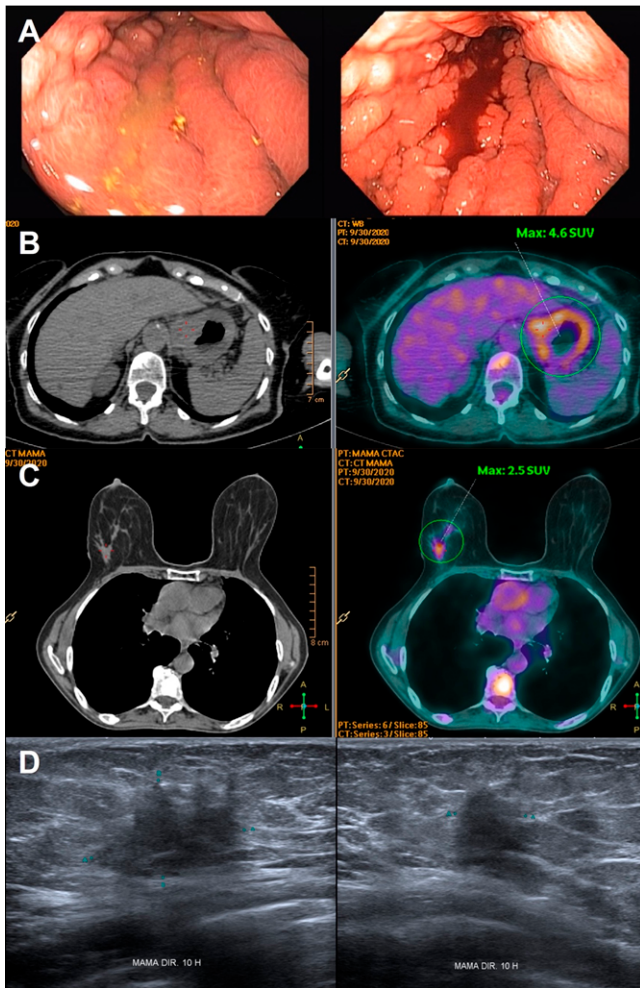 A
B
2020
7 cm
A
CT: WB
PT: 9/30/2020
CT: 9/30/2020
Max: 4.6 SUV
C
CT MAMA
9/30/2020
8 cm
A
R
L
P
PT: MAMA CTAC
CT: CT MAMA
PT: 9/30/2020
CT: 9/30/2020
Max: 2.5 SUV
A
R
L
P
PT: Series: 6 / Slice: 85
CT: Series: 3 / Slice: 85
D
MAMA DIR. 10 H
MAMA DIR. 10 H